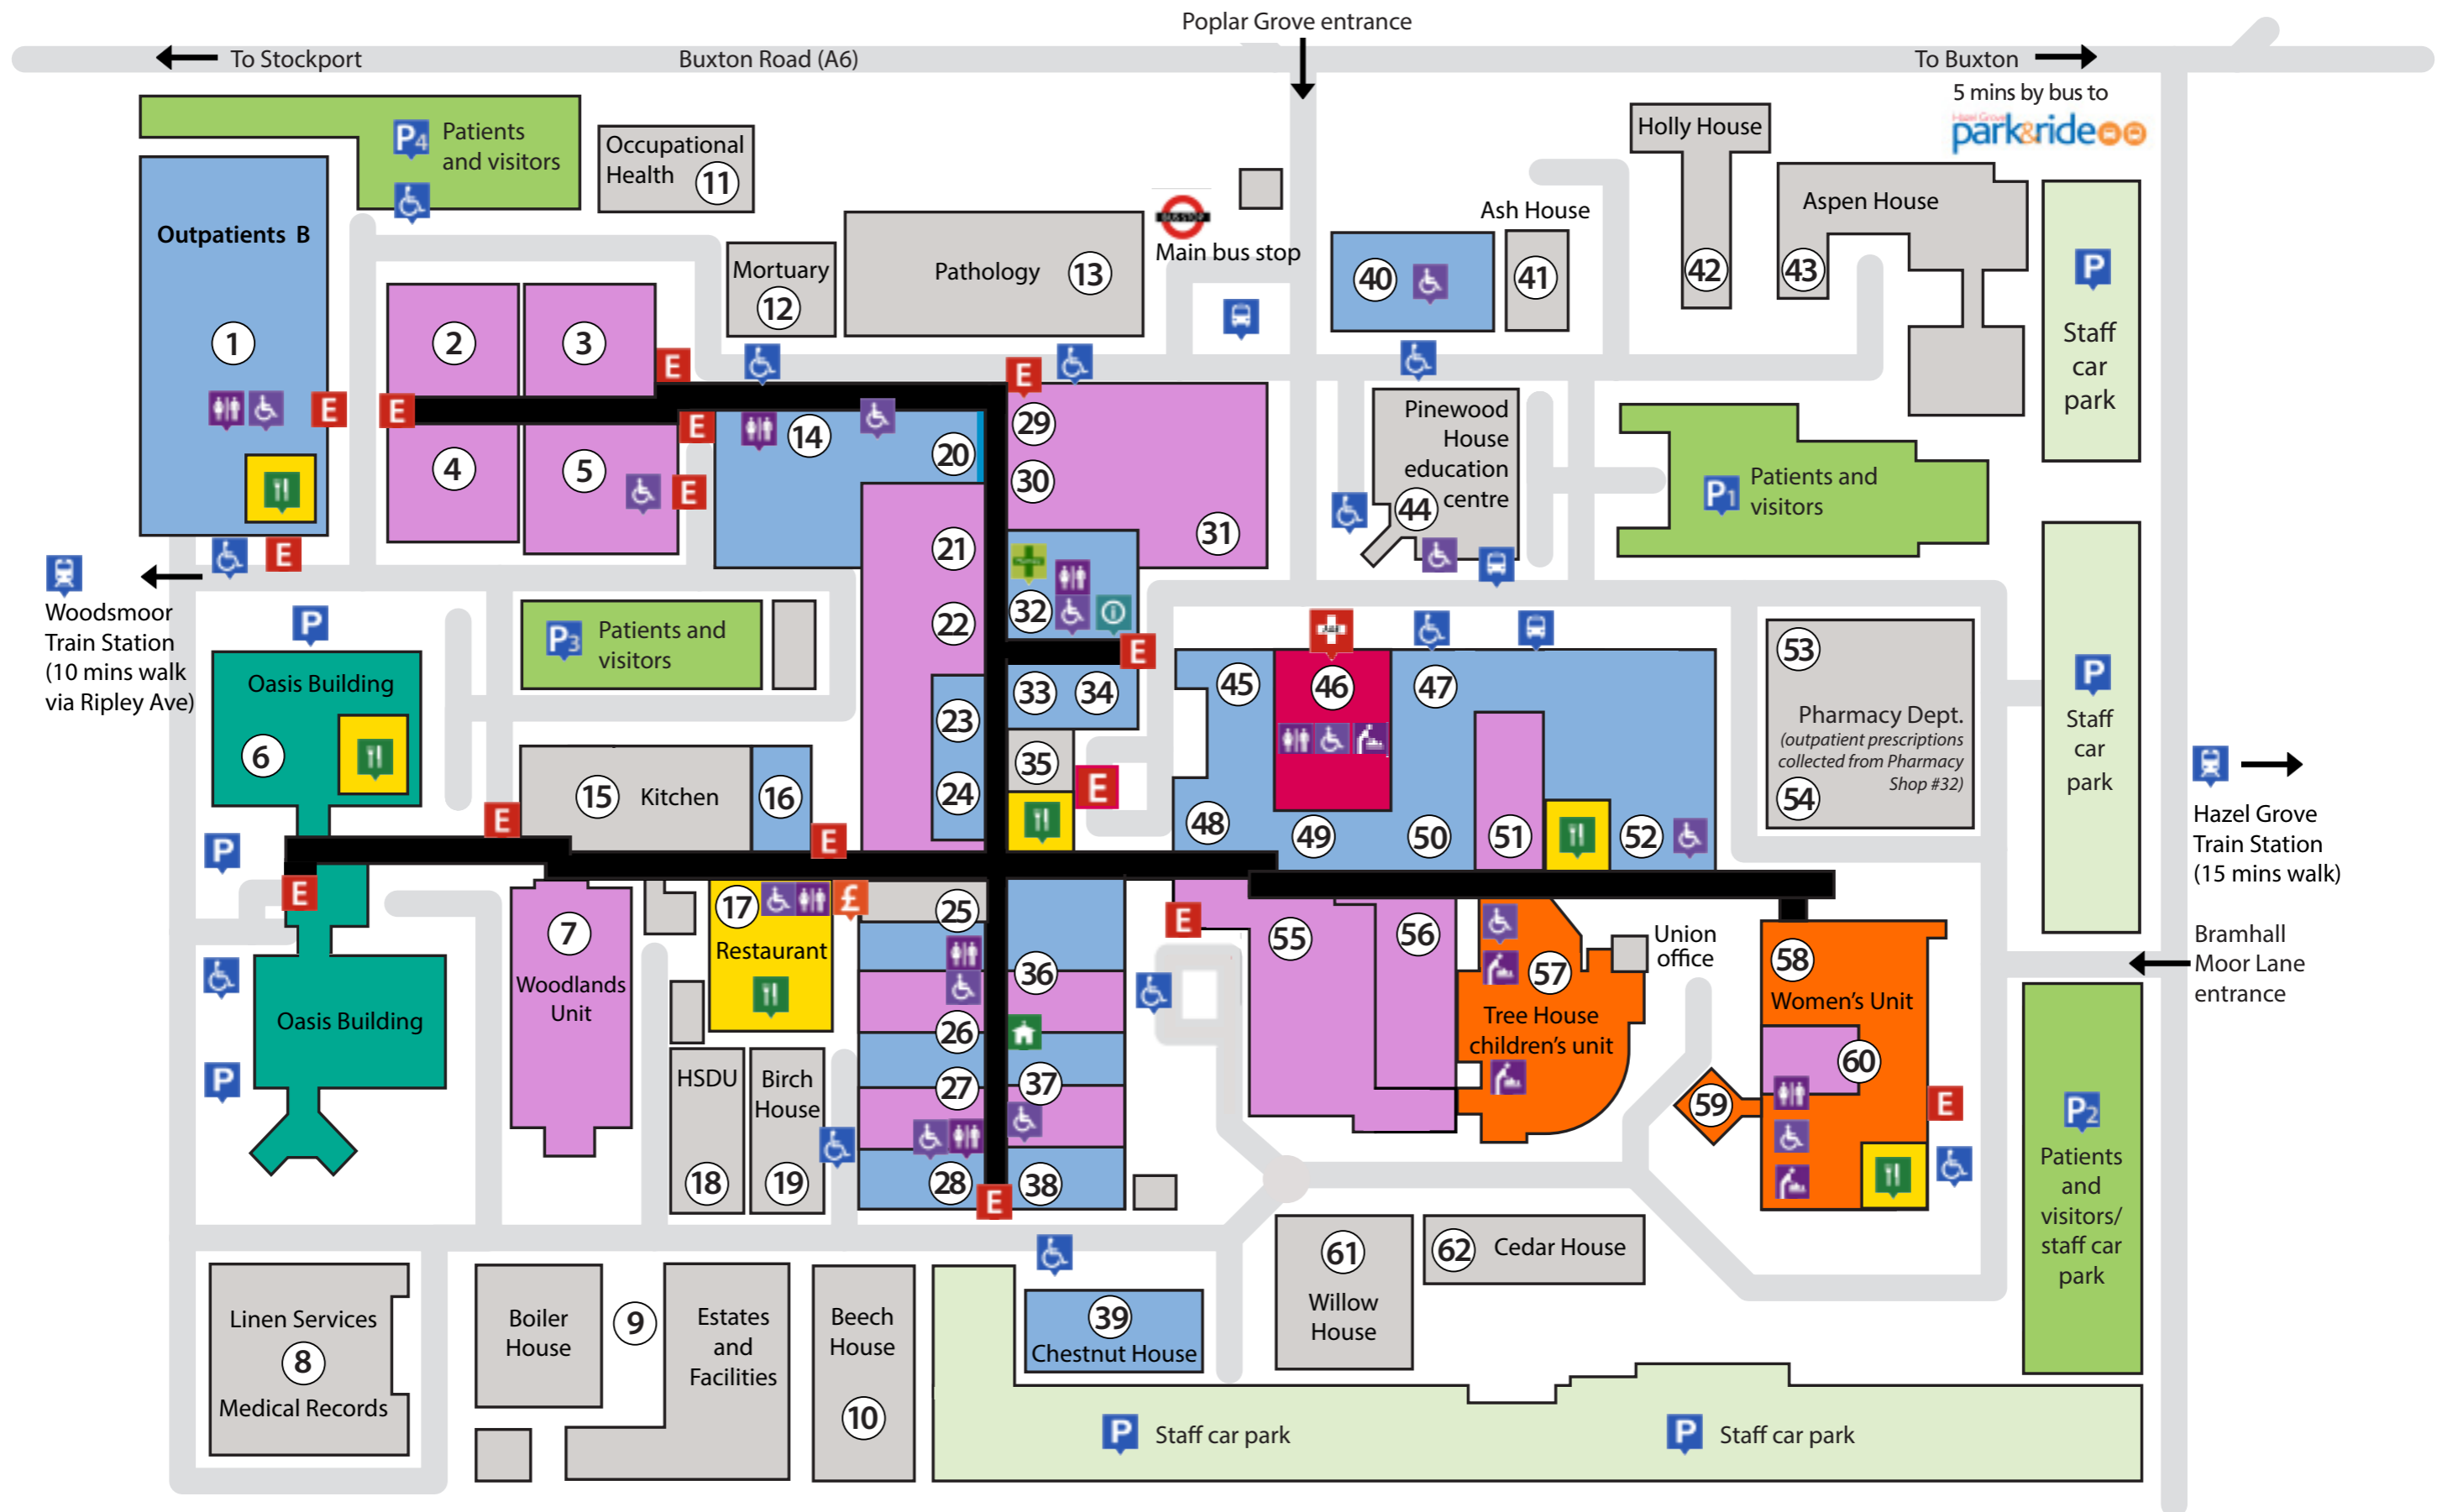 Poplar Grove entrance
To Stockport
Buxton Road (A6)
To Buxton
5 mins by bus to
Hazel Grove
park&ride
P4
Patients
and visitors
Occupational
Health 11
Holly House
42
Aspen House
43
P
Staff
car
park
Outpatients B
1
E
2
3
E
E
4
5
E
E
Mortuary
12
Pathology 13
BUS STOP
Main bus stop
40
Ash House
41
Pinewood
House
education
centre
44
P1
Patients and
visitors
14
20
21
22
23
24
E
29
30
31
32
E
33
34
35
E
E
Woodsmoor
Train Station
(10 mins walk
via Ripley Ave)
P
P3
Patients and
visitors
Oasis Building
6
P
E
E
15 Kitchen
16
E
45
A&E
46
47
48
49
50
51
52
53
Pharmacy Dept.
(outpatient prescriptions
collected from Pharmacy
Shop #32)
54
P
Staff
car
park
Hazel Grove
Train Station
(15 mins walk)
Bramhall
Moor Lane
entrance
Oasis Building
P
7
Woodlands
Unit
17
£
Restaurant
25
26
27
28
E
36
37
38
HSDU
18
Birch
House
19
E
55
56
57
Tree House
children's unit
Union
office
58
Women's Unit
60
59
E
P2
Patients
and
visitors/
staff car
park
Linen Services
8
Medical Records
Boiler
House
9
Estates
and
Facilities
Beech
House
10
39
Chestnut House
61
Willow
House
62 Cedar House
P Staff car park
P Staff car park